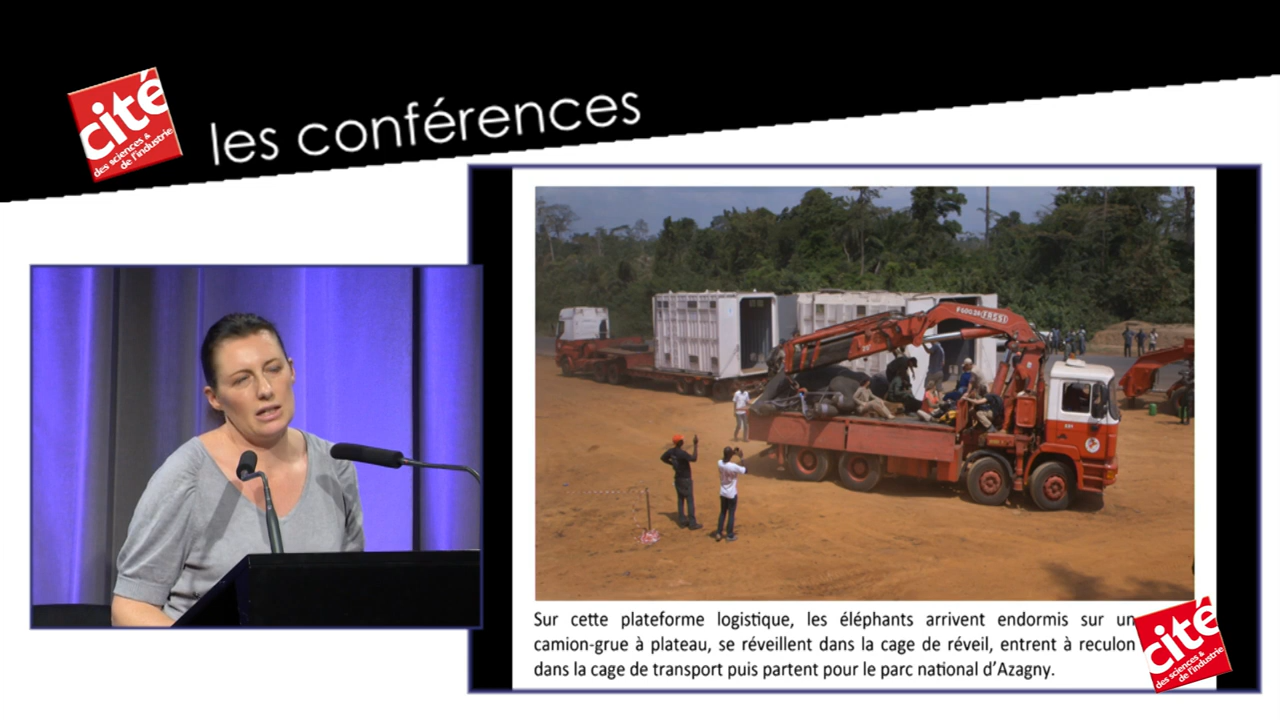 cité
des sciences &
de l'industrie
les conférences
F600XP FASSI
Sur cette plateforme logistique, les éléphants arrivent endormis sur un
camion-grue à plateau, se réveillent dans la cage de réveil, entrent à reculon
dans la cage de transport puis partent pour le parc national d'Azagny.
cité
des sciences &
de l'industrie